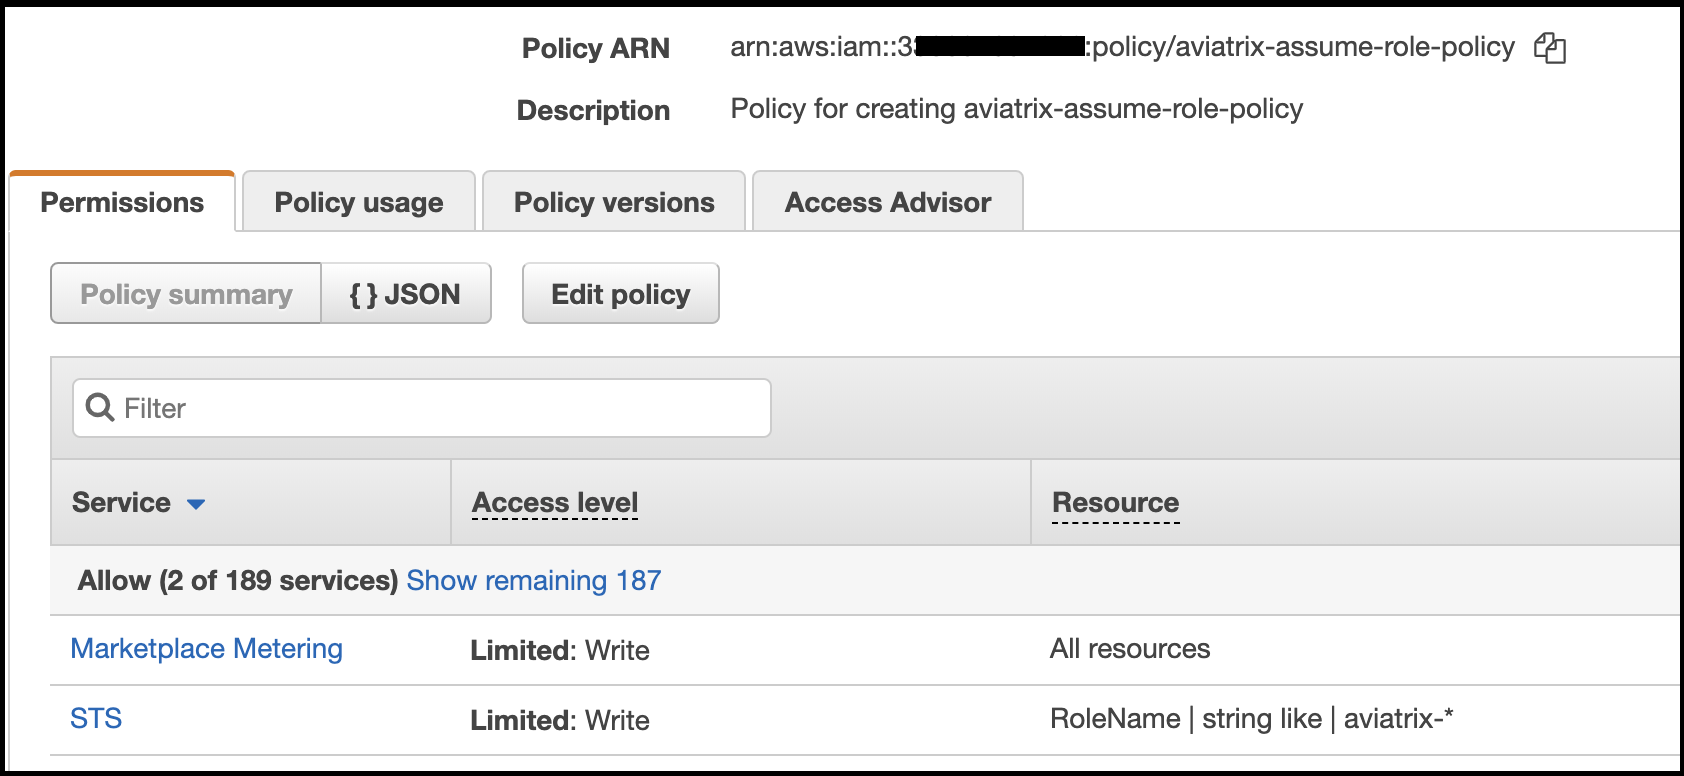 Policy ARN arn:aws:iam::3 :policy/aviatrix-assume-role-policy
Description Policy for creating aviatrix-assume-role-policy
Permissions Policy usage Policy versions Access Advisor
Policy summary { } JSON Edit policy
Filter
Service Access level Resource
Allow (2 of 189 services) Show remaining 187
Marketplace Metering Limited: Write All resources
STS Limited: Write RoleName | string like | aviatrix-*